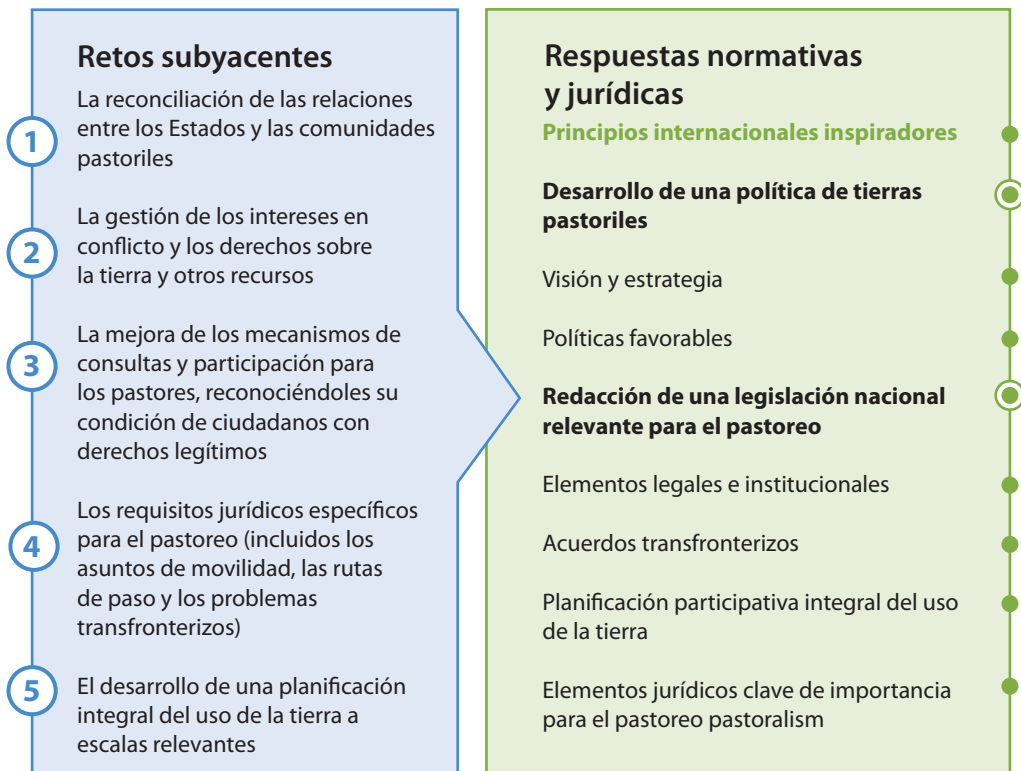 Retos subyacentes
1
La reconciliación de las relaciones
entre los Estados y las comunidades
pastoriles
2
La gestión de los intereses en
conflicto y los derechos sobre
la tierra y otros recursos
3
La mejora de los mecanismos de
consultas y participación para
los pastores, reconociéndoles su
condición de ciudadanos con
derechos legítimos
4
Los requisitos jurídicos específicos
para el pastoreo (incluidos los
asuntos de movilidad, las rutas
de paso y los problemas
transfronterizos)
5
El desarrollo de una planificación
integral del uso de la tierra a
escalas relevantes
Respuestas normativas
y jurídicas
Principios internacionales inspiradores
Desarrollo de una política de tierras
pastoriles
Visión y estrategia
Políticas favorables
Redacción de una legislación nacional
relevante para el pastoreo
Elementos legales e institucionales
Acuerdos transfronterizos
Planificación participativa integral del uso
de la tierra
Elementos jurídicos clave de importancia
para el pastoreo pastoralism